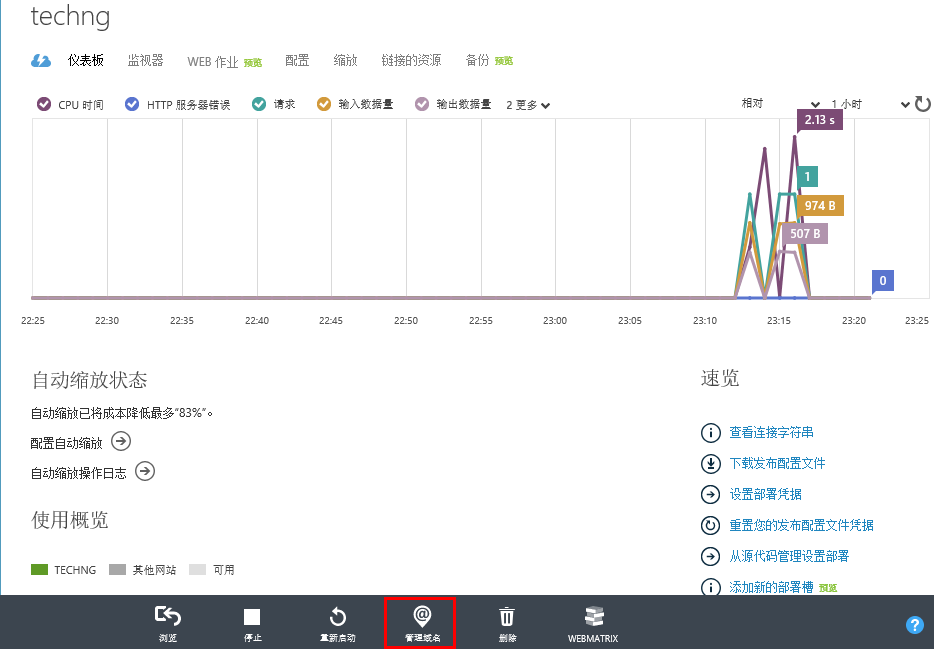 techng
仪表板 监视器 WEB 作业 预览 配置 缩放 链接的资源 备份 预览
CPU 时间 HTTP 服务器错误 请求 输入数据量 输出数据量 2 更多 相对 1 小时
2.13 s
1
974 B
507 B
0
22:25 22:30 22:35 22:40 22:45 22:50 22:55 23:00 23:05 23:10 23:15 23:20 23:25
自动缩放状态
自动缩放已将成本降低最多“83%”。
配置自动缩放
自动缩放操作日志
使用概览
TECHNG 其他网站 可用
速览
查看连接字符串
下载发布配置文件
设置部署凭据
重置您的发布配置文件凭据
从源代码管理设置部署
添加新的部署槽 预览
浏览 停止 重新启动 管理域名 删除 WEBMATRIX ?